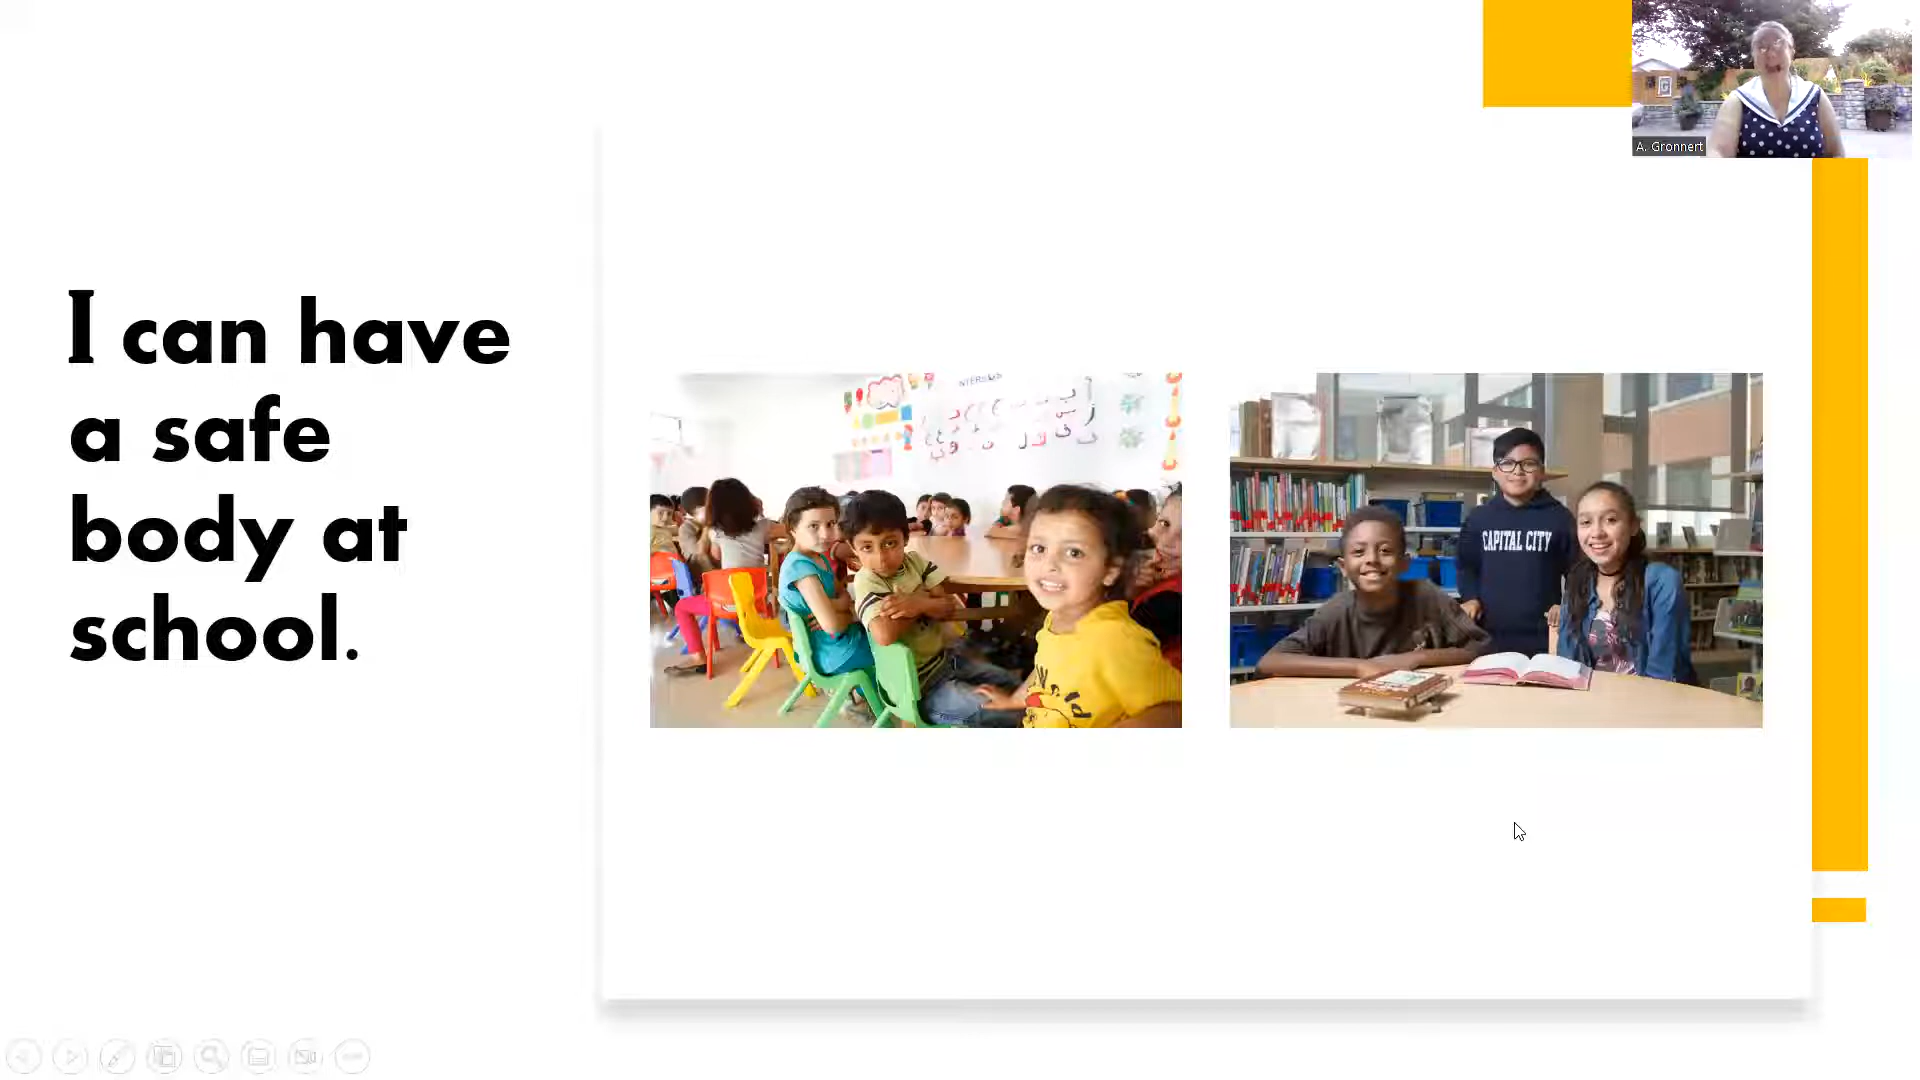 I can have
a safe
body at
school.
A. Gronnert
CAPITAL CITY